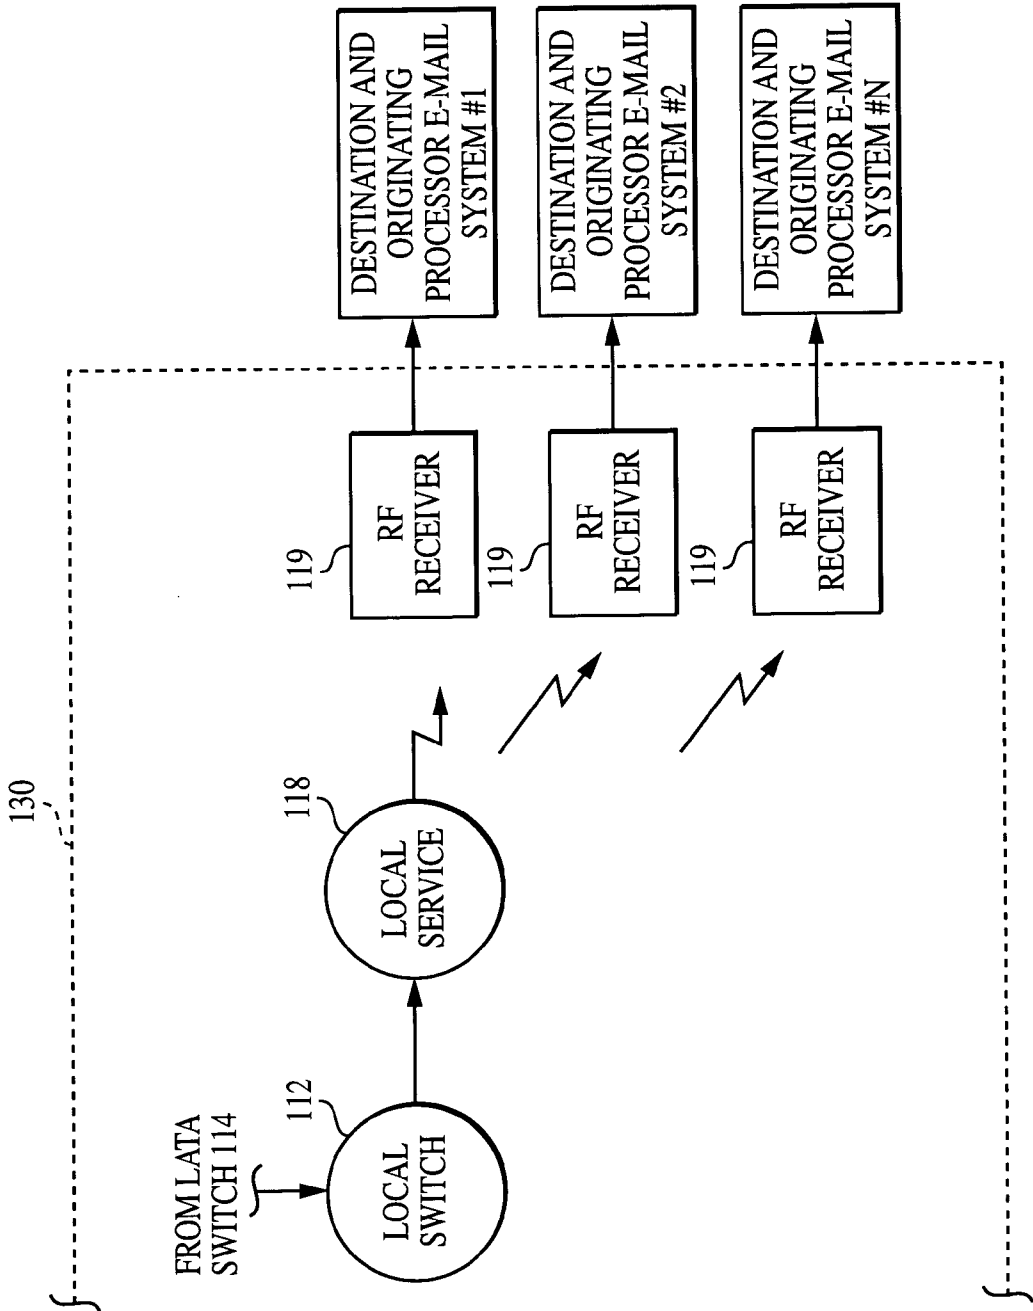 130
FROM LATA
SWITCH 114
112
LOCAL
SWITCH
118
LOCAL
SERVICE
119
RF
RECEIVER
DESTINATION AND
ORIGINATING
PROCESSOR E-MAIL
SYSTEM #1
119
RF
RECEIVER
DESTINATION AND
ORIGINATING
PROCESSOR E-MAIL
SYSTEM #2
119
RF
RECEIVER
DESTINATION AND
ORIGINATING
PROCESSOR E-MAIL
SYSTEM #N